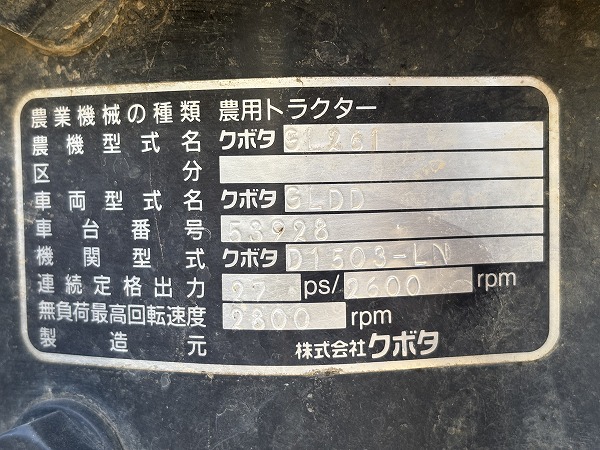 農業機械の種類 農用トラクター
農機型式名 クボタ GL261
区分
車両型式名 クボタ GLDD
車台番号 53928
機関型式 クボタ D1503-LN
連続定格出力 27 ps/2600 rpm
無負荷最高回転速度 2800 rpm
製造元 株式会社クボタ